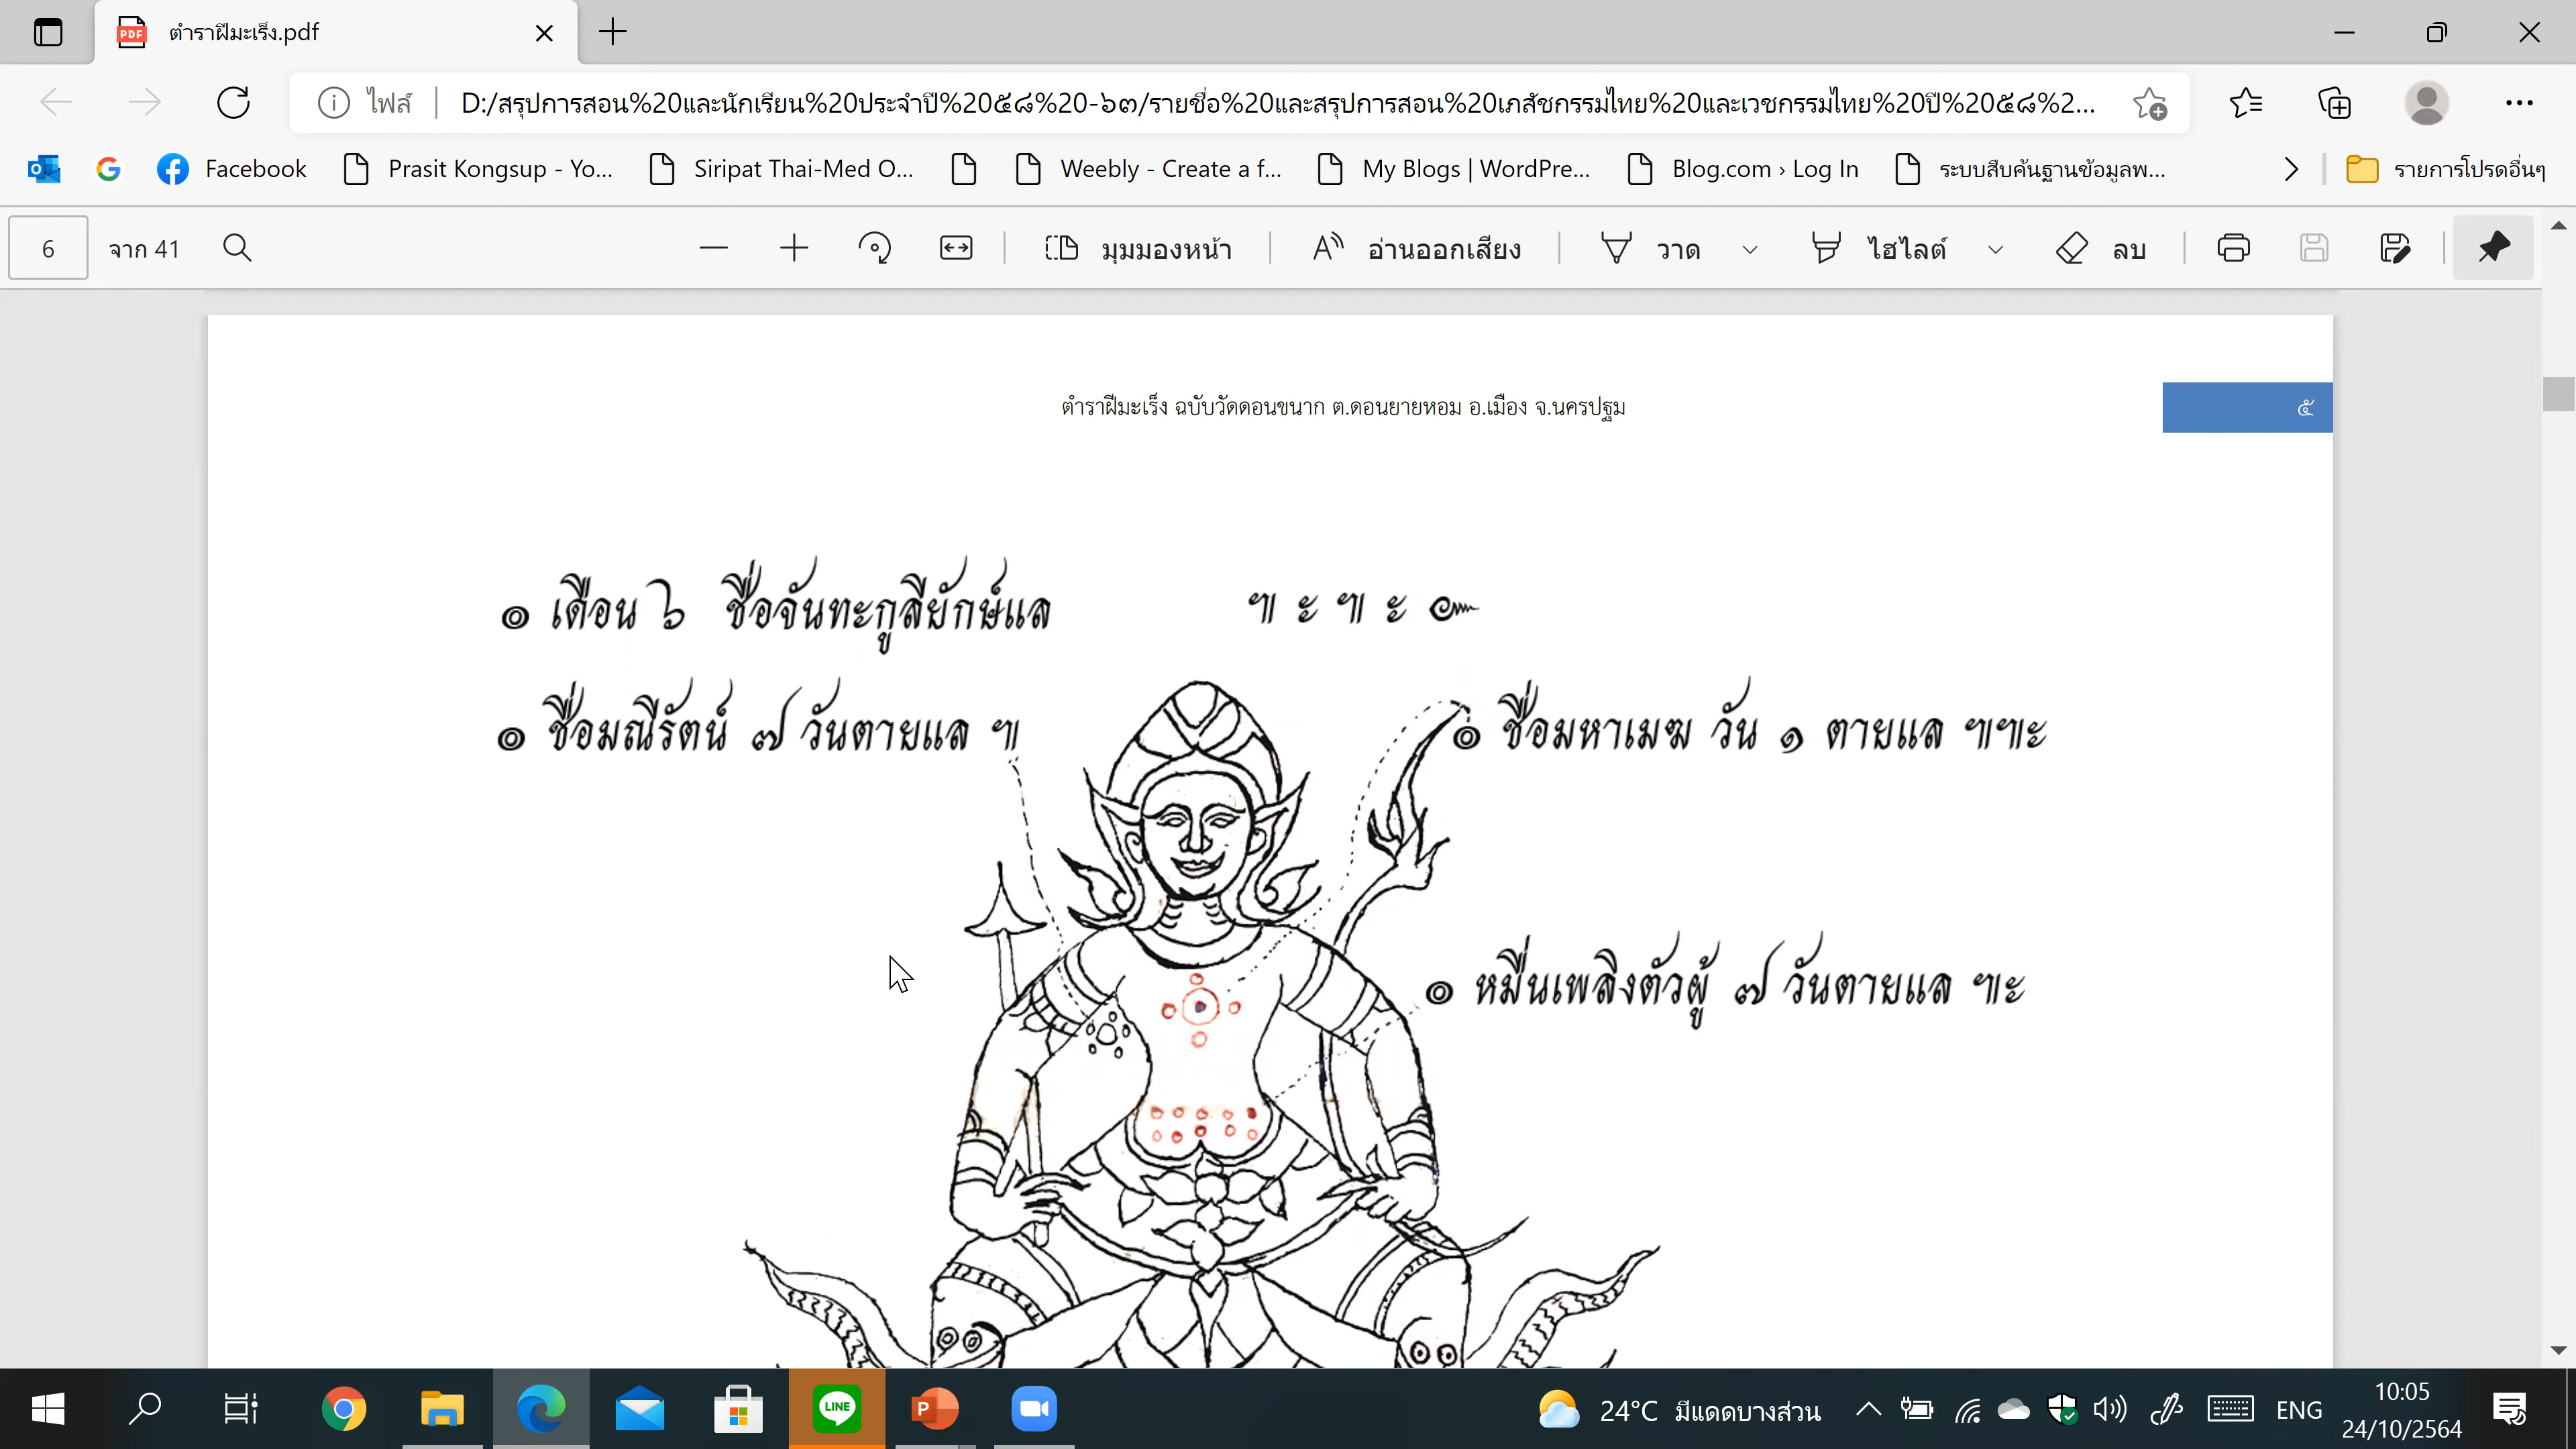 ตำราฝีมะเร็ง.pdf
ไฟล์ D:/สรุปการสอน%20และนักเรียน%20ประจำปี%20๕๘%20-๖๓/รายชื่อ%20และสรุปการสอน%20เภสัชกรรมไทย%20และเวชกรรมไทย%20ปี%20๕๘%2...
Facebook Prasit Kongsup - Yo... Siripat Thai-Med O... Weebly - Create a f... My Blogs | WordPre... Blog.com › Log In ระบบสืบค้นฐานข้อมูลพ... รายการโปรดอื่นๆ
6 จาก 41 มุมมองหน้า อ่านออกเสียง วาด ไฮไลต์ ลบ
ตำราฝีมะเร็ง ฉบับวัดดอนขนาก ต.ดอนยายหอม อ.เมือง จ.นครปฐม ๕
๏ เดือน ๖ ชื่อจันทะกูลียักษ์แล ฯ ะ ฯ ะ ๛
๏ ชื่อมณีรัตน์ ๗ วันตายแล ฯ
๏ ชื่อมหาเมฆ วัน ๑ ตายแล ฯฯะ
๏ หมื่นเพลิงตัวผู้ ๗ วันตายแล ฯะ
LINE
24°C มีแดดบางส่วน ENG 10:05
24/10/2564